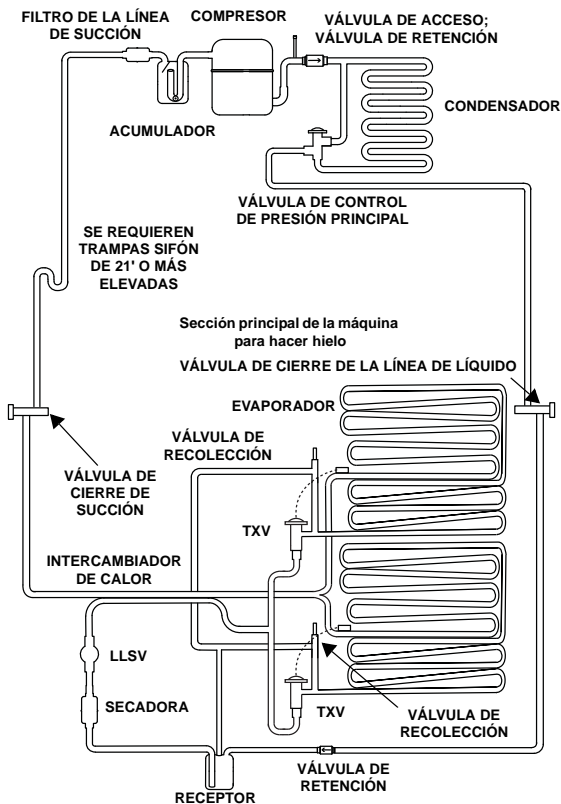 FILTRO DE LA LÍNEA
DE SUCCIÓN
COMPRESOR
VÁLVULA DE ACCESO;
VÁLVULA DE RETENCIÓN
CONDENSADOR
ACUMULADOR
VÁLVULA DE CONTROL
DE PRESIÓN PRINCIPAL
SE REQUIEREN
TRAMPAS SIFÓN
DE 21' O MÁS
ELEVADAS
Sección principal de la máquina
para hacer hielo
VÁLVULA DE CIERRE DE LA LÍNEA DE LÍQUIDO
EVAPORADOR
VÁLVULA DE
RECOLECCIÓN
VÁLVULA DE
CIERRE DE
SUCCIÓN
TXV
INTERCAMBIADOR
DE CALOR
LLSV
SECADORA
TXV
VÁLVULA DE
RECOLECCIÓN
VÁLVULA DE
RETENCIÓN
RECEPTOR